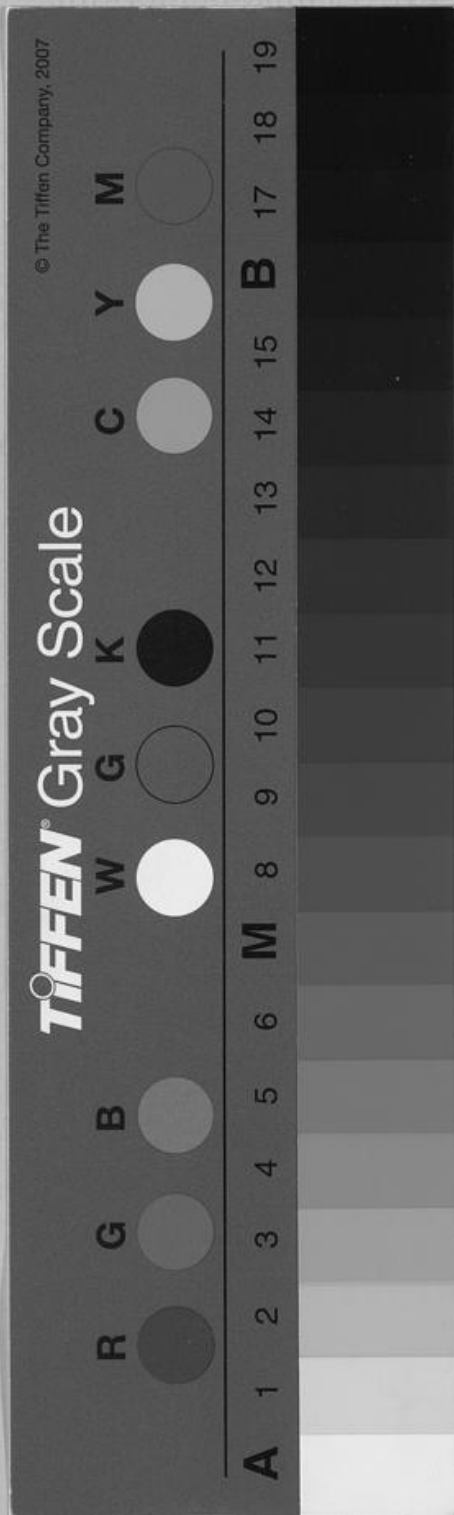 © The Tiffen Company, 2007
TIFFEN® Gray Scale
R G B W G K C Y M
A 1 2 3 4 5 6 M 8 9 10 11 12 13 14 15 B 17 18 19